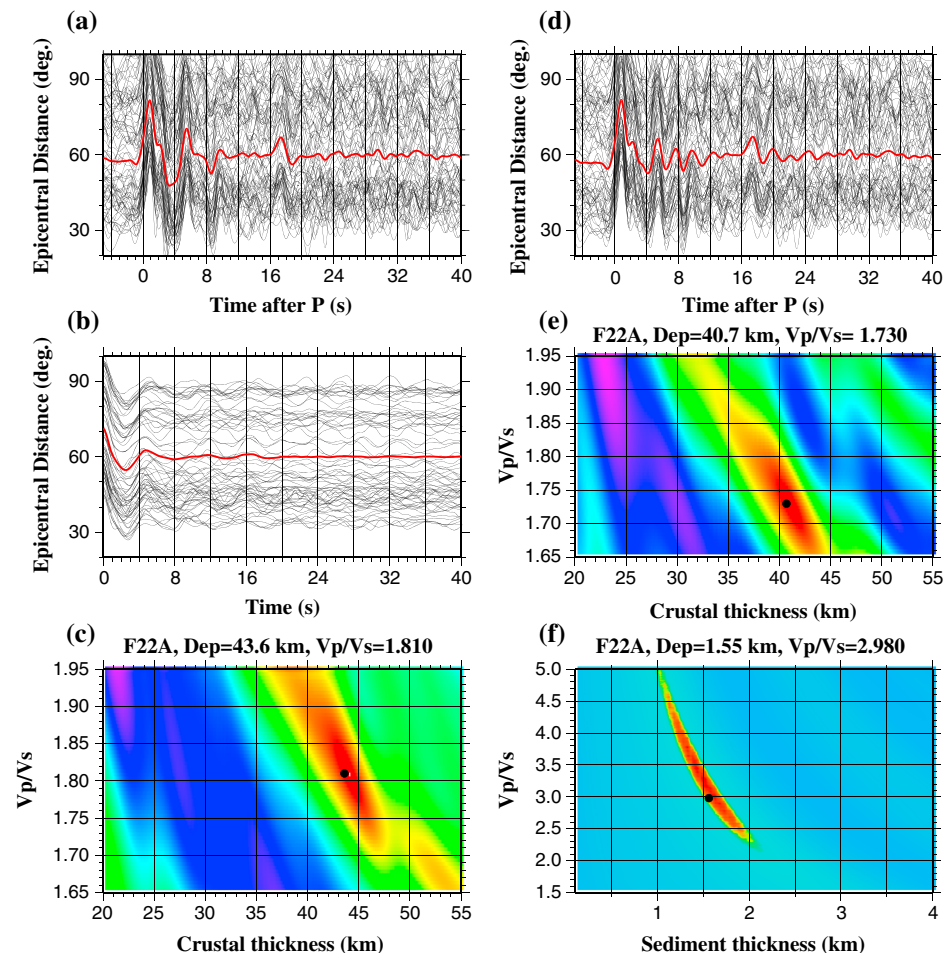 (a)
Epicentral Distance (deg.)
90
60
30
0 8 16 24 32 40
Time after P (s)
(d)
Epicentral Distance (deg.)
90
60
30
0 8 16 24 32 40
Time after P (s)
(b)
Epicentral Distance (deg.)
90
60
30
0 8 16 24 32 40
Time (s)
(e)
F22A, Dep=40.7 km, Vp/Vs= 1.730
Vp/Vs
1.95
1.90
1.85
1.80
1.75
1.70
1.65
20 25 30 35 40 45 50 55
Crustal thickness (km)
(c)
F22A, Dep=43.6 km, Vp/Vs=1.810
Vp/Vs
1.95
1.90
1.85
1.80
1.75
1.70
1.65
20 25 30 35 40 45 50 55
Crustal thickness (km)
(f)
F22A, Dep=1.55 km, Vp/Vs=2.980
Vp/Vs
5.0
4.5
4.0
3.5
3.0
2.5
2.0
1.5
1 2 3 4
Sediment thickness (km)